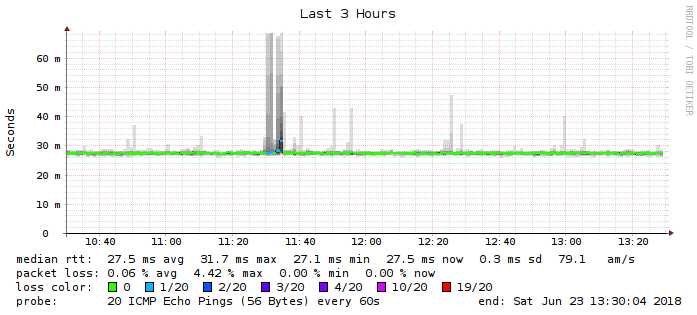 Last 3 Hours
RRDTOOL / TOBI OETIKER
Seconds
60 m
50 m
40 m
30 m
20 m
10 m
0
10:40 11:00 11:20 11:40 12:00 12:20 12:40 13:00 13:20
median rtt: 27.5 ms avg 31.7 ms max 27.1 ms min 27.5 ms now 0.3 ms sd 79.1 am/s
packet loss: 0.06 % avg 4.42 % max 0.00 % min 0.00 % now
loss color: 0 1/20 2/20 3/20 4/20 10/20 19/20
probe: 20 ICMP Echo Pings (56 Bytes) every 60s end: Sat Jun 23 13:30:04 2018